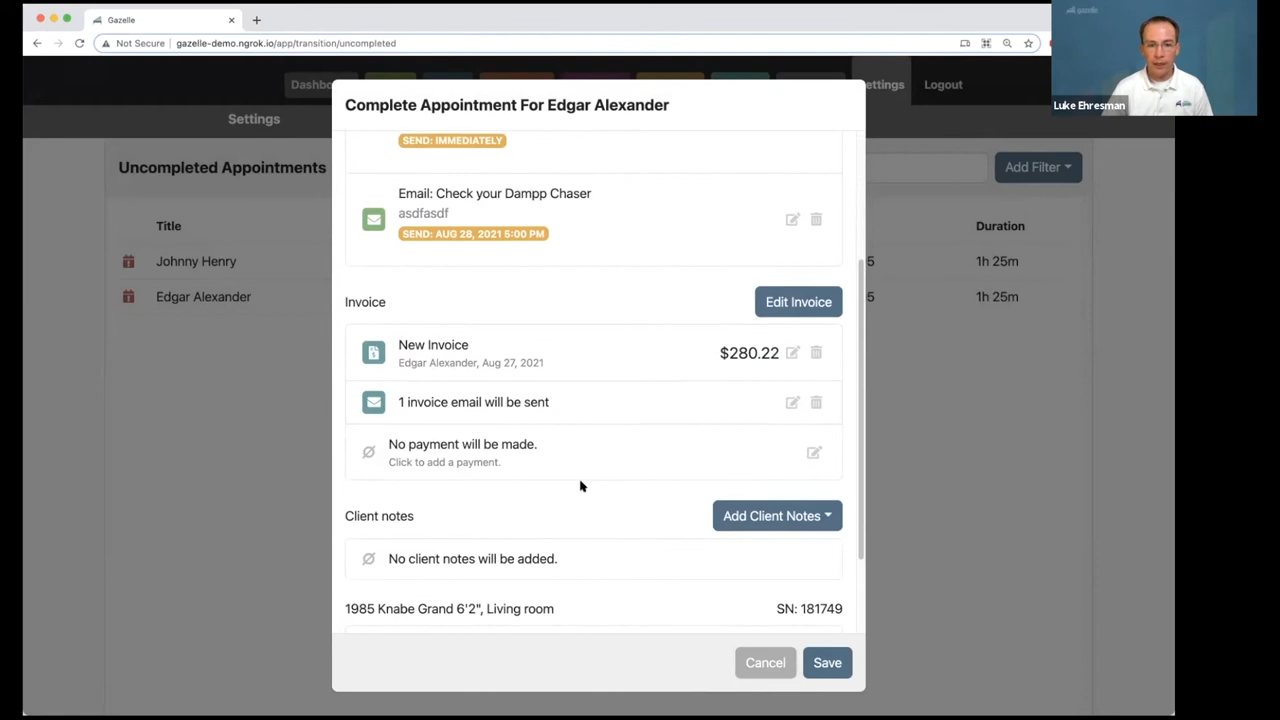 Gazelle
Not Secure gazelle-demo.ngrok.io/app/transition/uncompleted
gazelle
Luke Ehresman
Dashbo
ettings
Logout
Settings
Complete Appointment For Edgar Alexander
Uncompleted Appointments
Add Filter
Title
Duration
Johnny Henry
5
1h 25m
Edgar Alexander
5
1h 25m
SEND: IMMEDIATELY
Email: Check your Dampp Chaser
asdfasdf
SEND: AUG 28, 2021 5:00 PM
Invoice
Edit Invoice
New Invoice
$280.22
Edgar Alexander, Aug 27, 2021
1 invoice email will be sent
No payment will be made.
Click to add a payment.
Client notes
Add Client Notes
No client notes will be added.
1985 Knabe Grand 6'2", Living room
SN: 181749
Cancel
Save